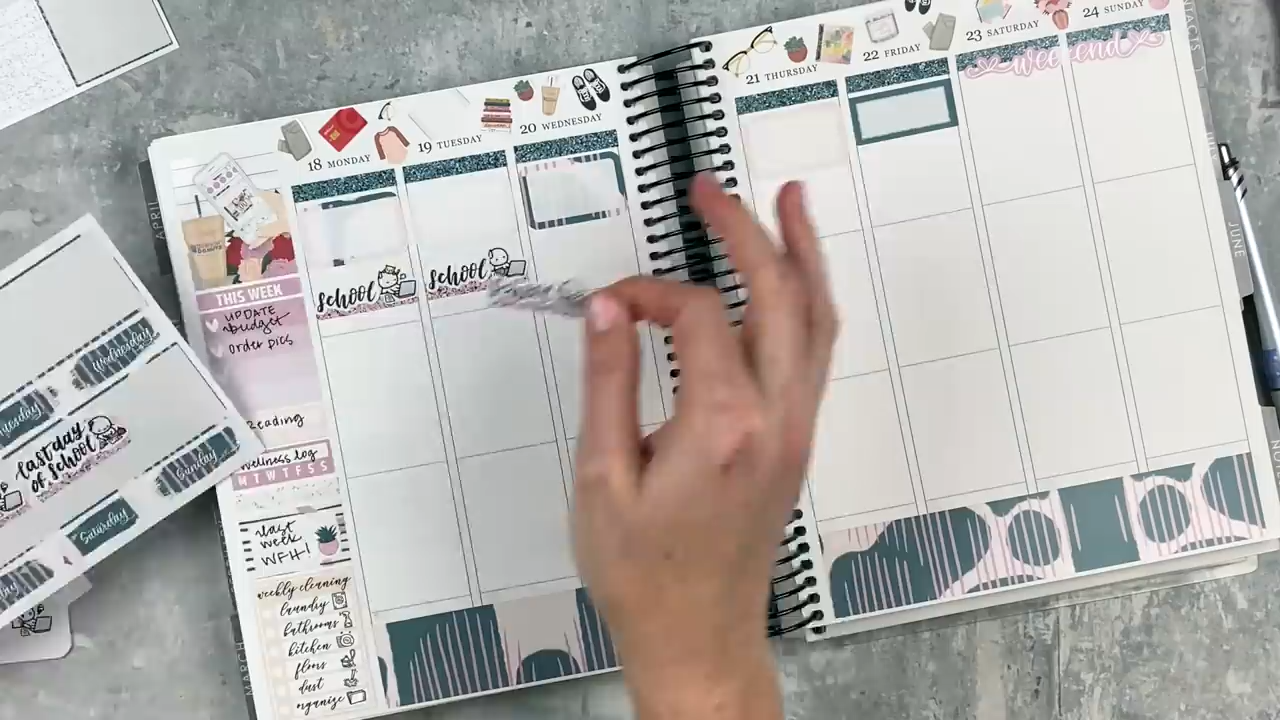 18 MONDAY
19 TUESDAY
20 WEDNESDAY
21 THURSDAY
22 FRIDAY
23 SATURDAY
24 SUNDAY
weekend
APRIL
THIS WEEK
UPDATE
budget
order pics
school
school
Reading
wellness log
M T W T F S S
last
week
WFH!
weekly cleaning
laundry
bathrooms
kitchen
floors
dust
organize
MARCH
JUNE
Wednesday
Tuesday
last day
of school
Sunday
Saturday